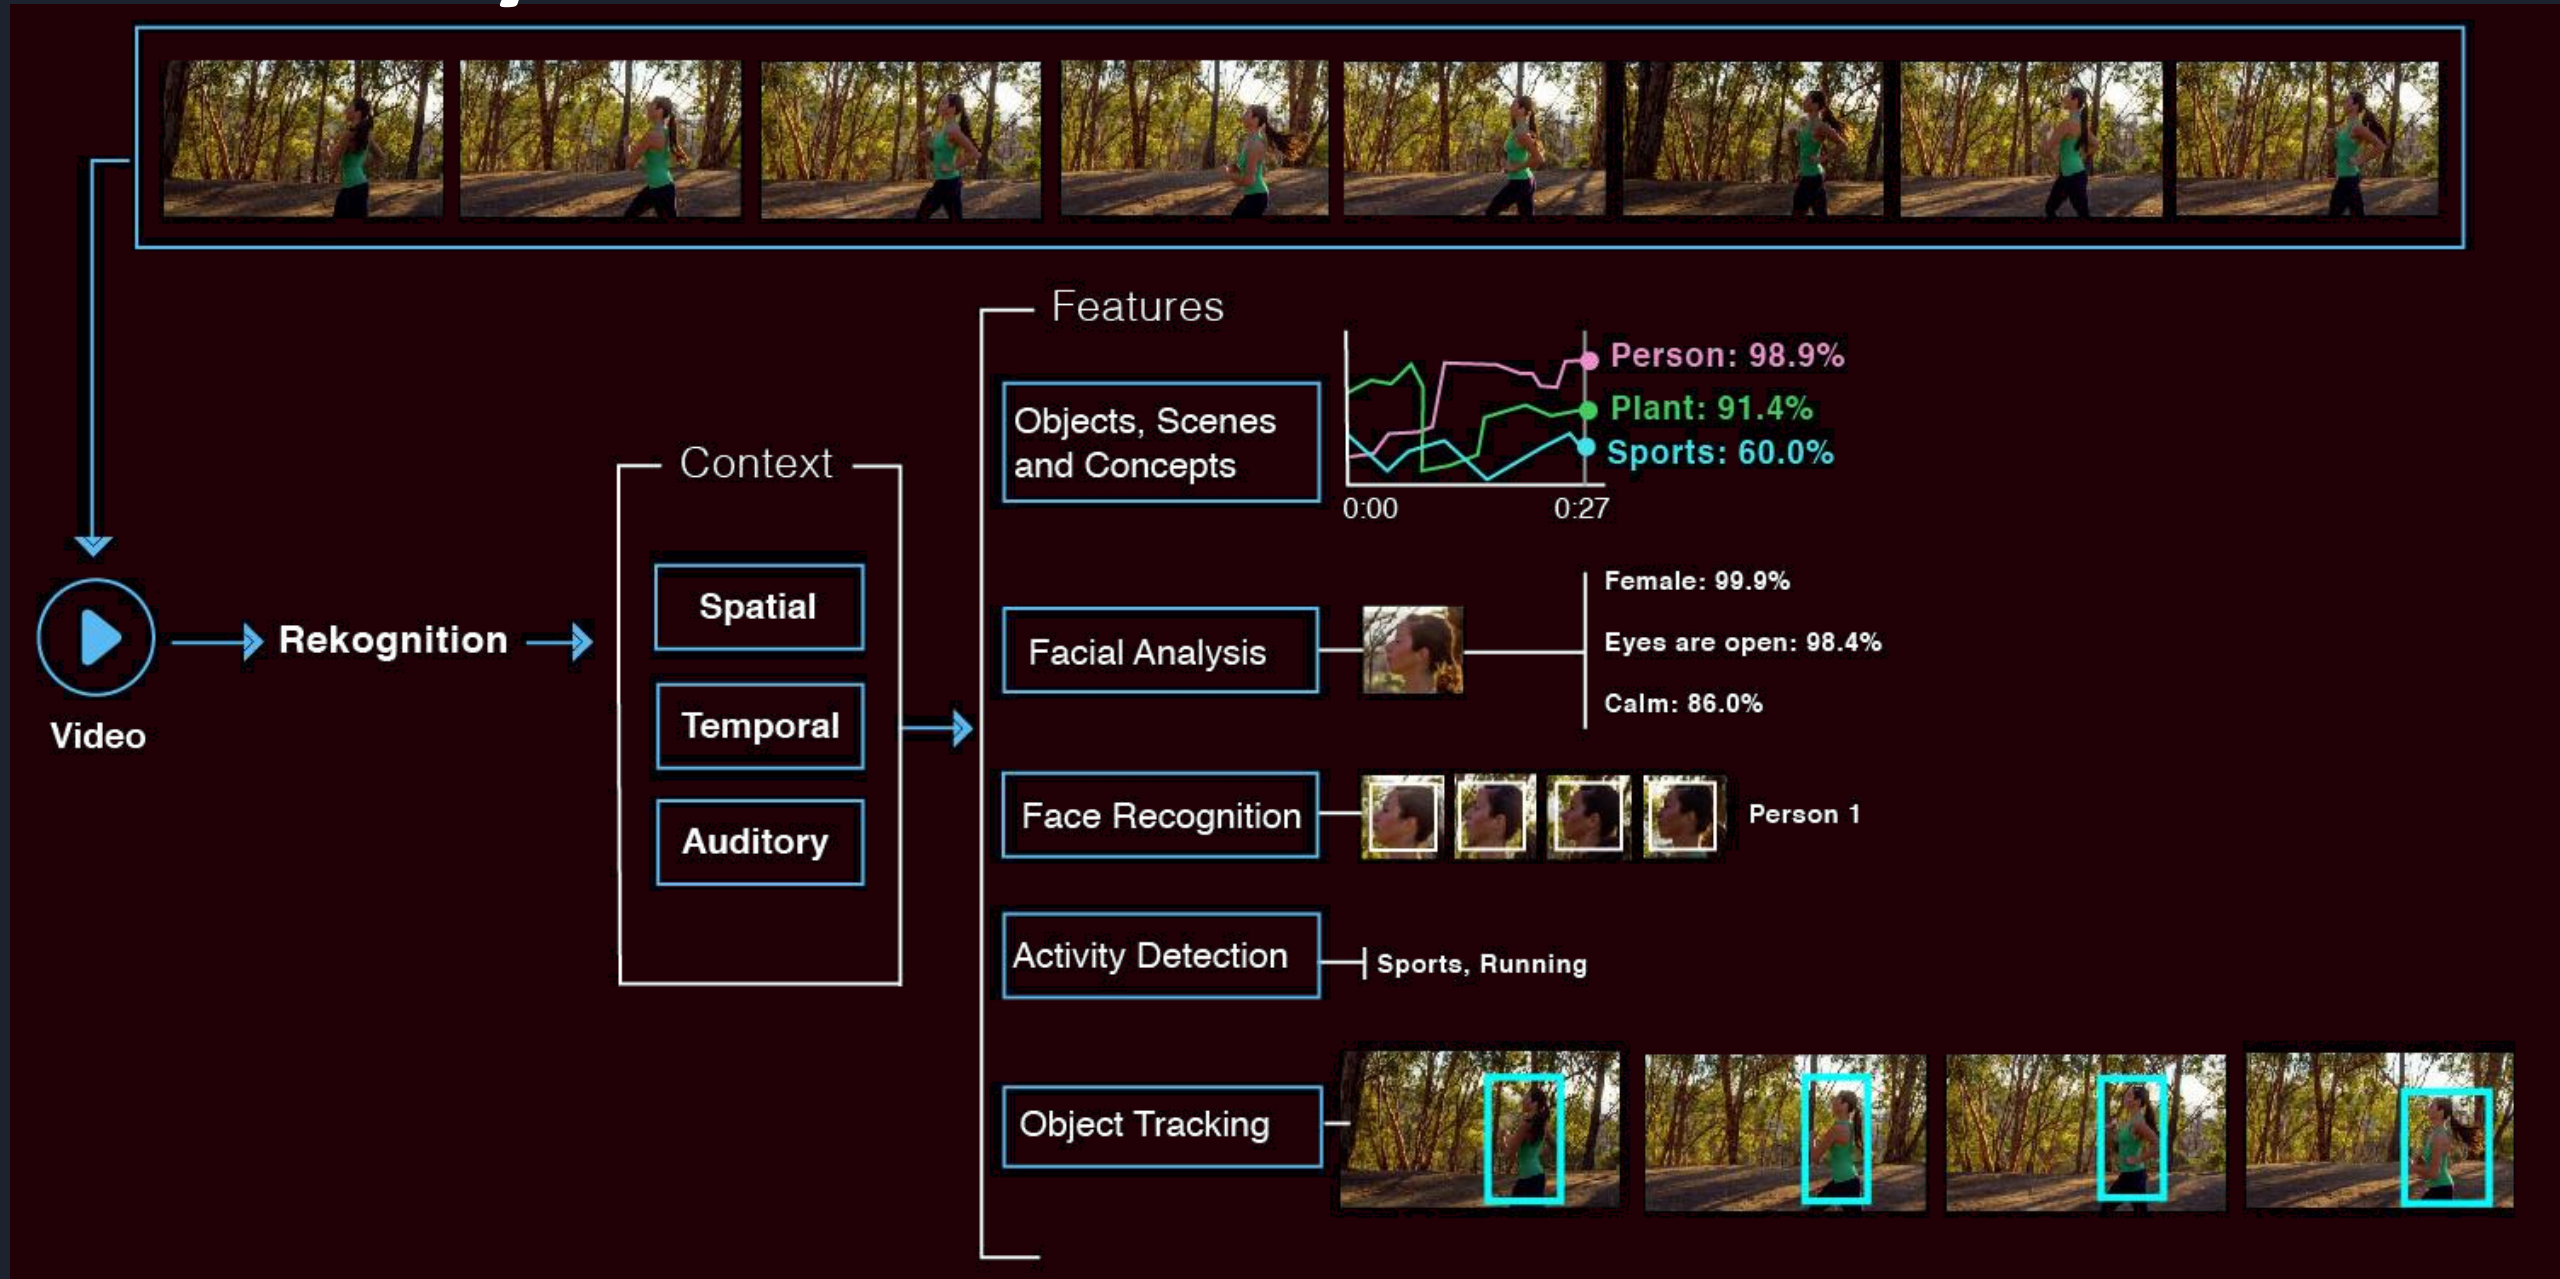 Features
Person: 98.9%
Plant: 91.4%
Sports: 60.0%
Objects, Scenes
and Concepts
0:00 0:27
Context
Spatial
Temporal
Auditory
Rekognition
Video
Facial Analysis
Female: 99.9%
Eyes are open: 98.4%
Calm: 86.0%
Face Recognition
Person 1
Activity Detection
Sports, Running
Object Tracking